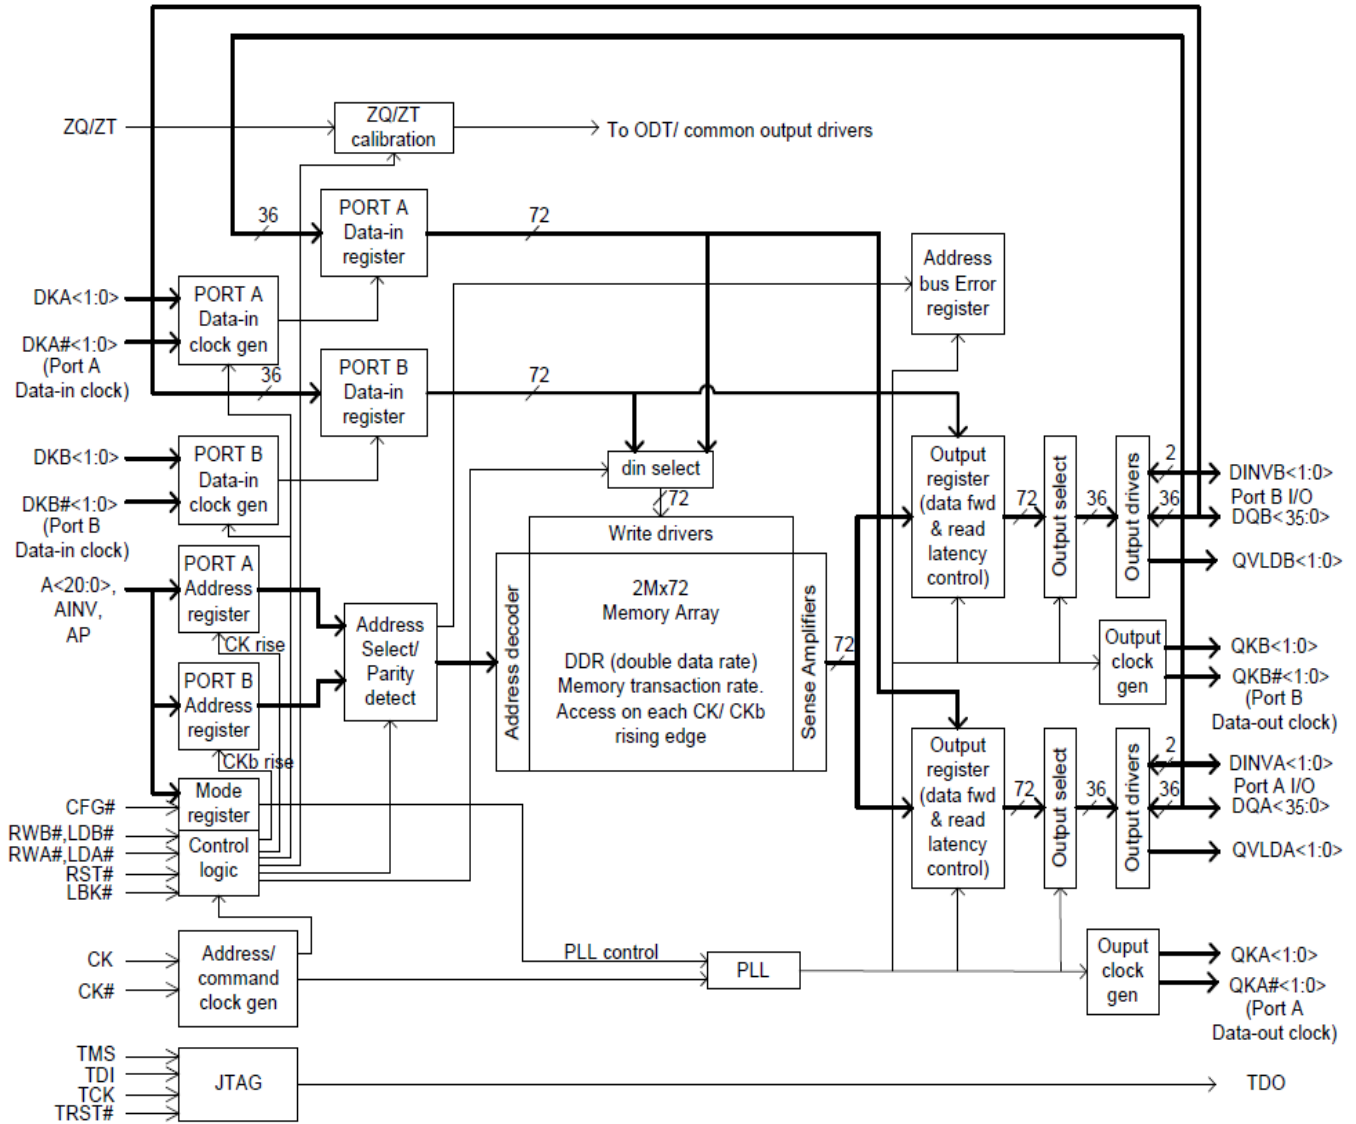 ZQ/ZT
ZQ/ZT
calibration
To ODT/ common output drivers
36
PORT A
Data-in
register
72
Address
bus Error
register
DKA<1:0>
DKA#<1:0>
(Port A
Data-in clock)
PORT A
Data-in
clock gen
36
PORT B
Data-in
register
72
DKB<1:0>
DKB#<1:0>
(Port B
Data-in clock)
PORT B
Data-in
clock gen
din select
72
Write drivers
Output
register
(data fwd
& read
latency
control)
72
Output select
36
Output drivers
2
36
DINVB<1:0>
Port B I/O
DQB<35:0>
QVLDB<1:0>
A<20:0>,
AINV,
AP
PORT A
Address
register
CK rise
PORT B
Address
register
CKb rise
Address
Select/
Parity
detect
Address decoder
2Mx72
Memory Array
DDR (double data rate)
Memory transaction rate.
Access on each CK/ CKb
rising edge
Sense Amplifiers
72
Output
clock
gen
QKB<1:0>
QKB#<1:0>
(Port B
Data-out clock)
Output
register
(data fwd
& read
latency
control)
72
Output select
36
Output drivers
2
36
DINVA<1:0>
Port A I/O
DQA<35:0>
QVLDA<1:0>
CFG#
RWB#,LDB#
RWA#,LDA#
RST#
LBK#
Mode
register
Control
logic
CK
CK#
Address/
command
clock gen
PLL control
PLL
Ouput
clock
gen
QKA<1:0>
QKA#<1:0>
(Port A
Data-out clock)
TMS
TDI
TCK
TRST#
JTAG
TDO